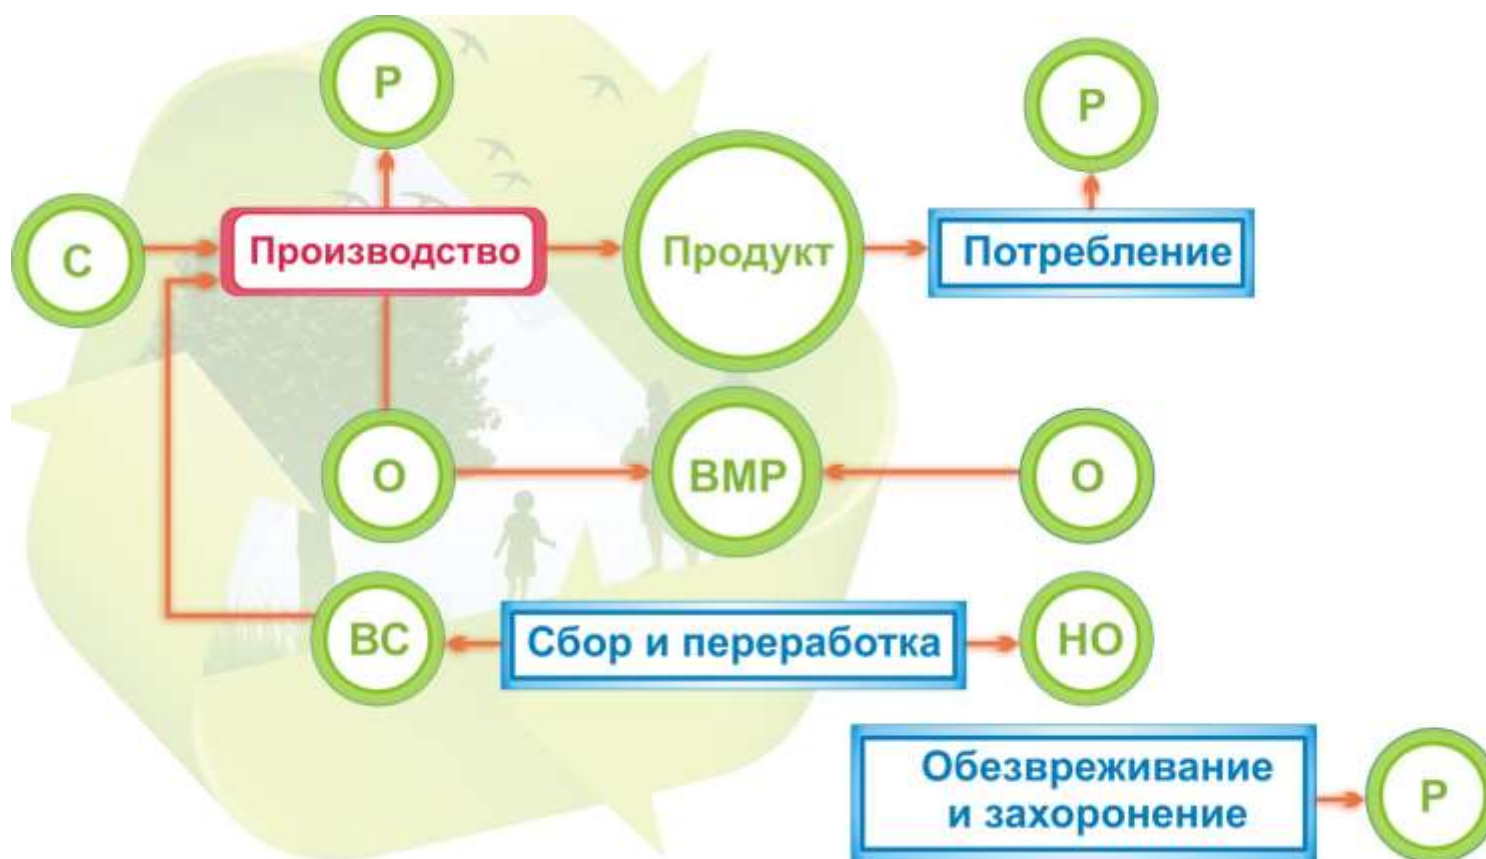 Р
Р
С
Производство
Продукт
Потребление
О
ВМР
О
ВС
Сбор и переработка
НО
Обезвреживание
и захоронение
Р